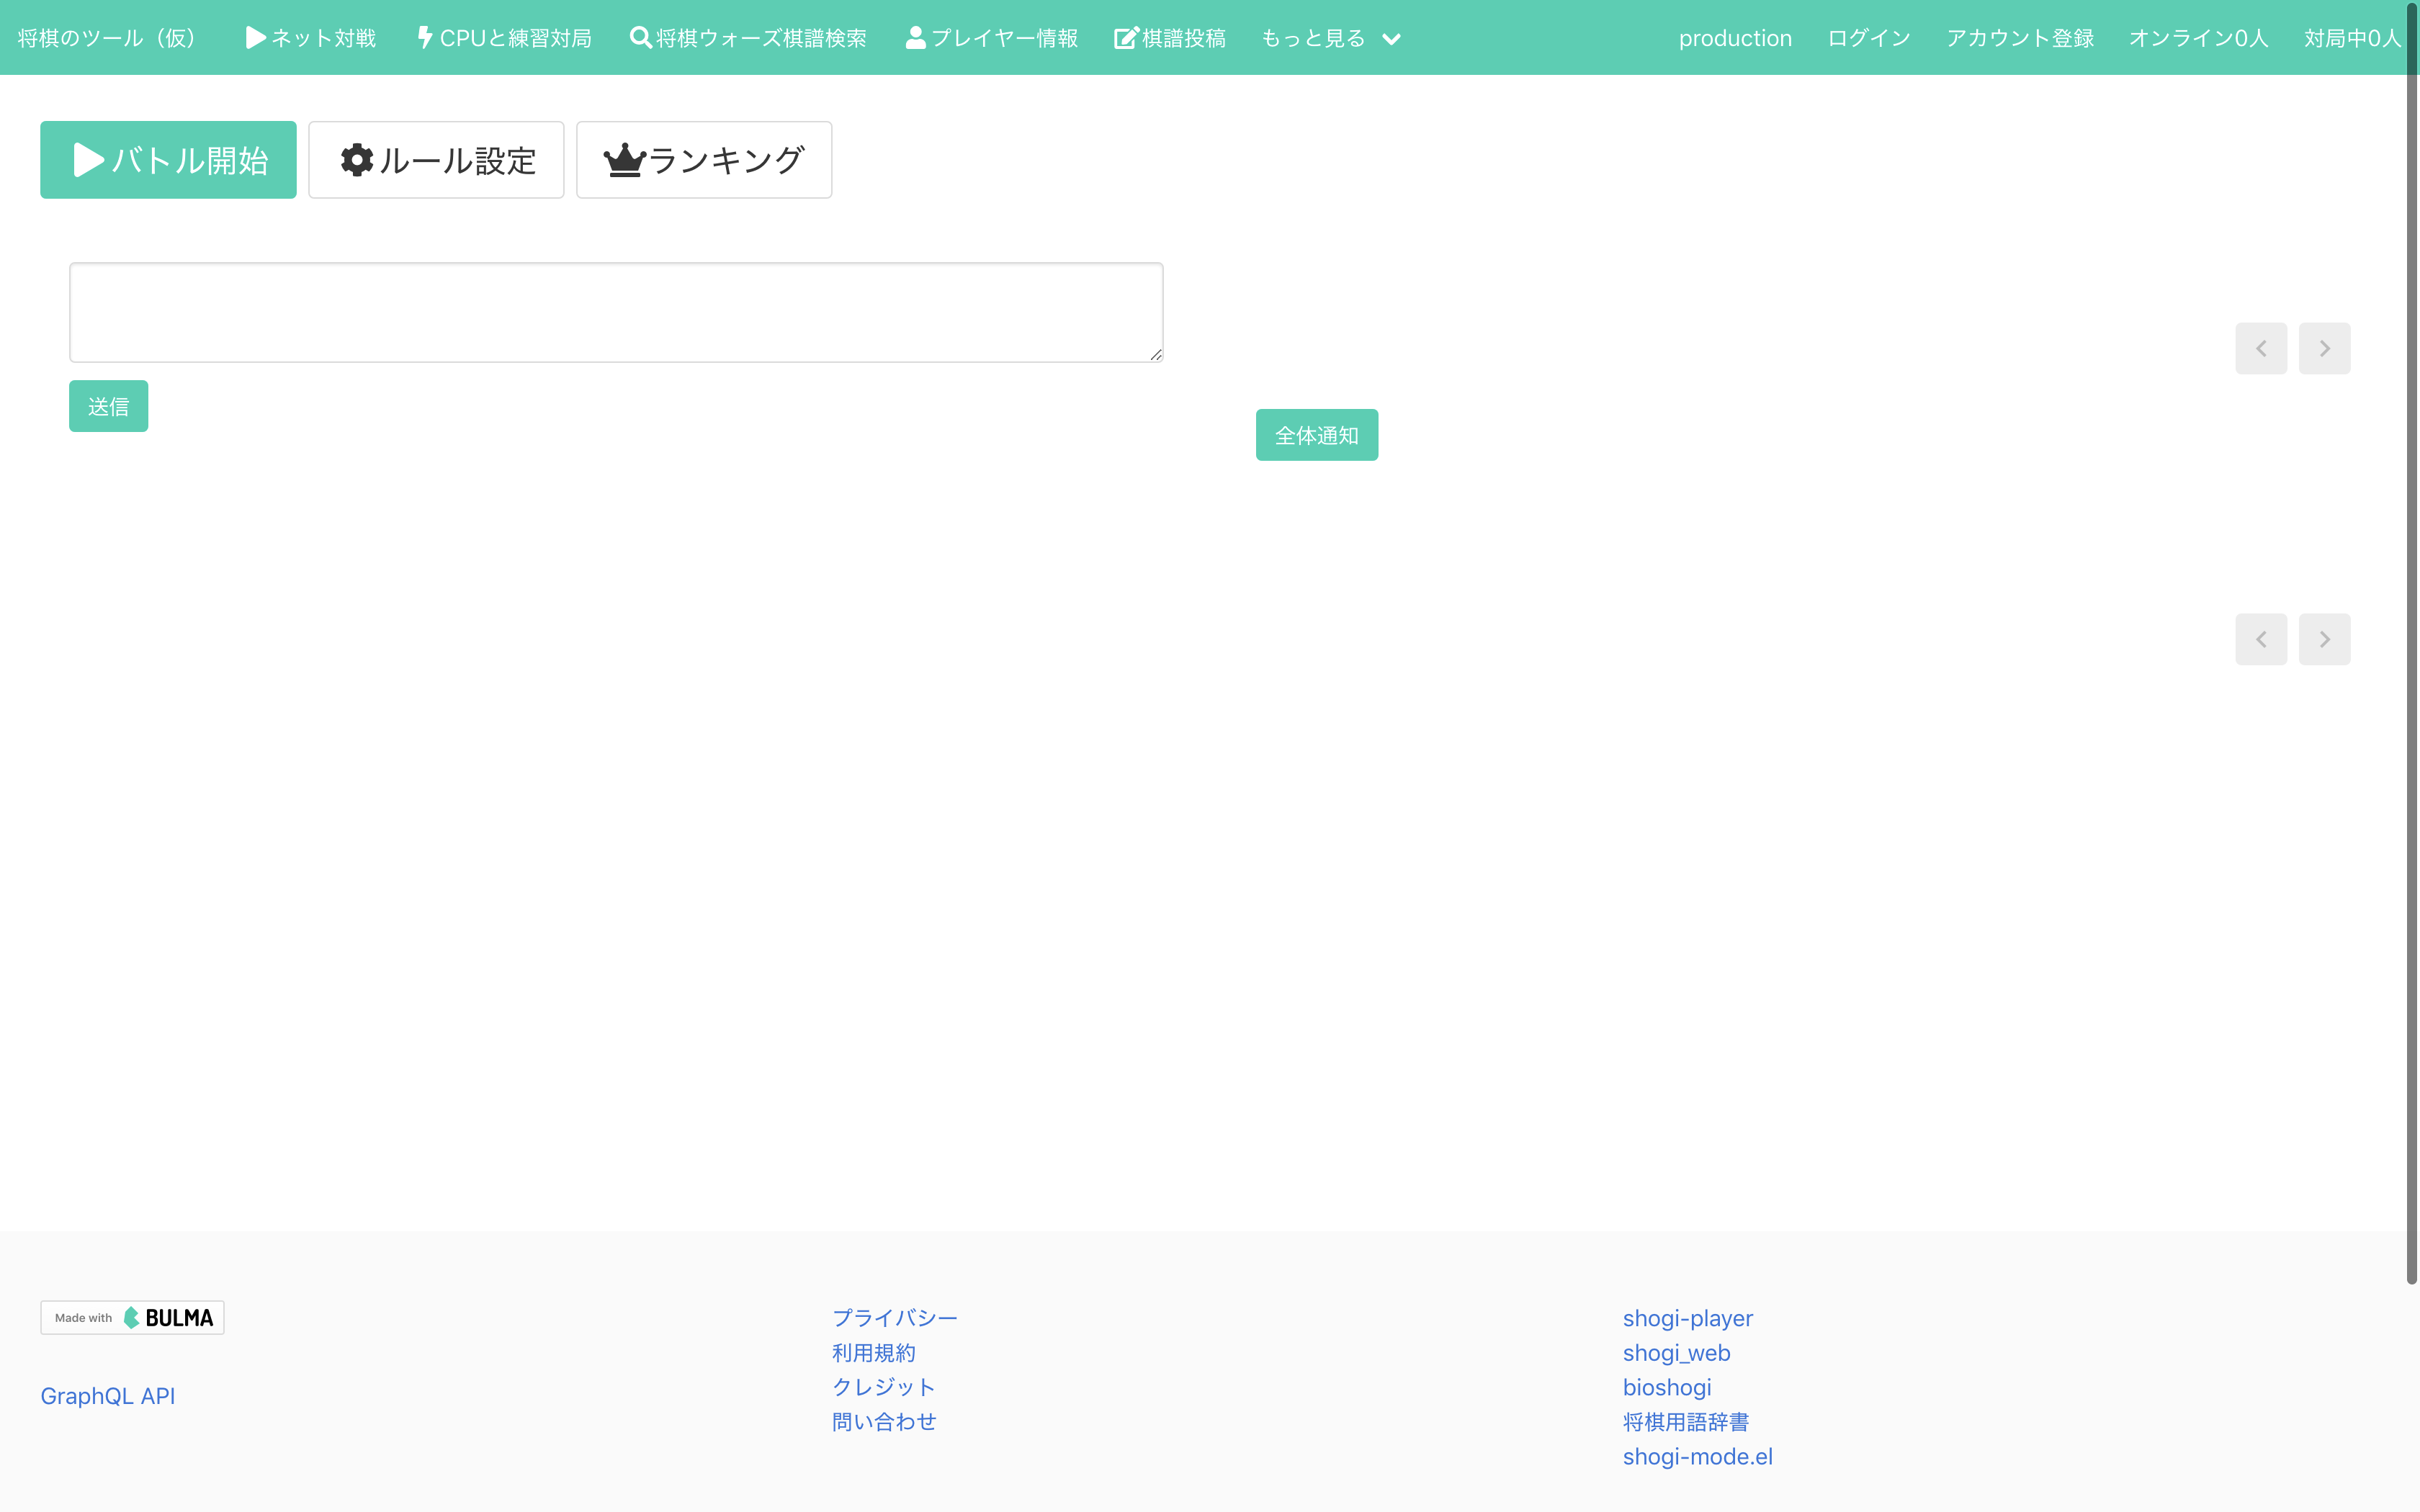 将棋のツール（仮） ネット対戦 CPUと練習対局 将棋ウォーズ棋譜検索 プレイヤー情報 棋譜投稿 もっと見る production ログイン アカウント登録 オンライン0人 対局中0人
バトル開始 ルール設定 ランキング
送信
全体通知
Made with BULMA
GraphQL API
プライバシー
利用規約
クレジット
問い合わせ
shogi-player
shogi_web
bioshogi
将棋用語辞書
shogi-mode.el